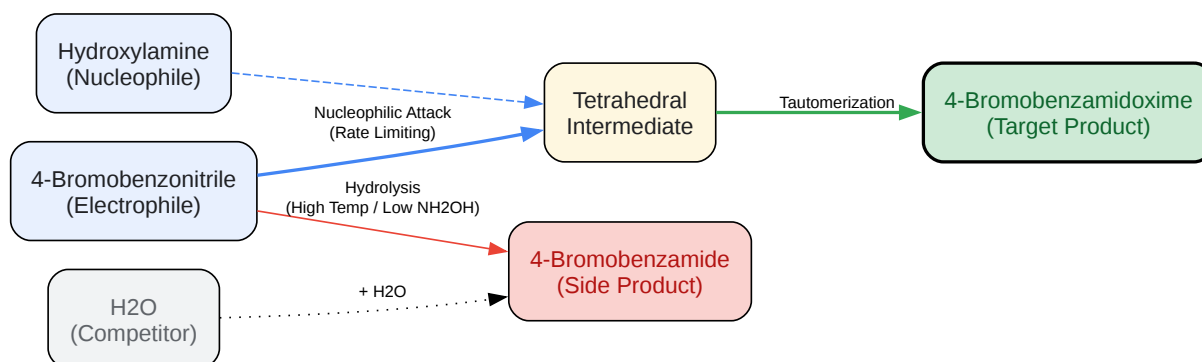 Hydroxylamine
(Nucleophile)
Nucleophilic Attack
(Rate Limiting)
Tetrahedral
Intermediate
Tautomerization
4-Bromobenzamidoxime
(Target Product)
4-Bromobenzonitrile
(Electrophile)
Hydrolysis
(High Temp / Low NH2OH)
4-Bromobenzamide
(Side Product)
+ H2O
H2O
(Competitor)